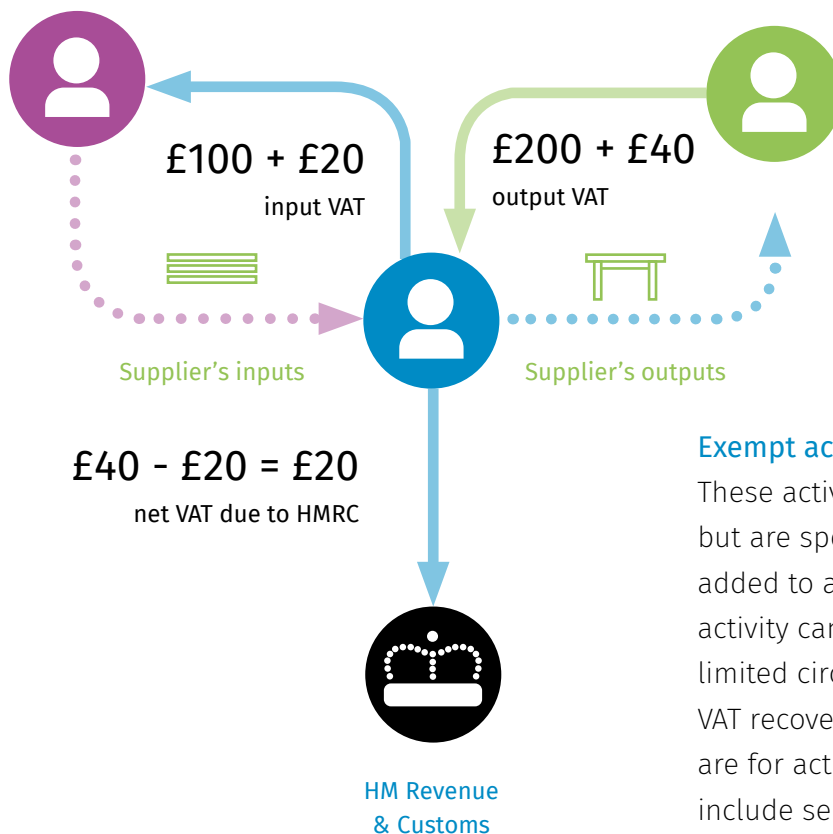 £100 + £20
input VAT
£200 + £40
output VAT
Supplier's inputs
Supplier's outputs
£40 - £20 = £20
net VAT due to HMRC
HM Revenue
& Customs
Exempt ac
These activ
but are spe
added to a
activity can
limited circ
VAT recove
are for act
include se